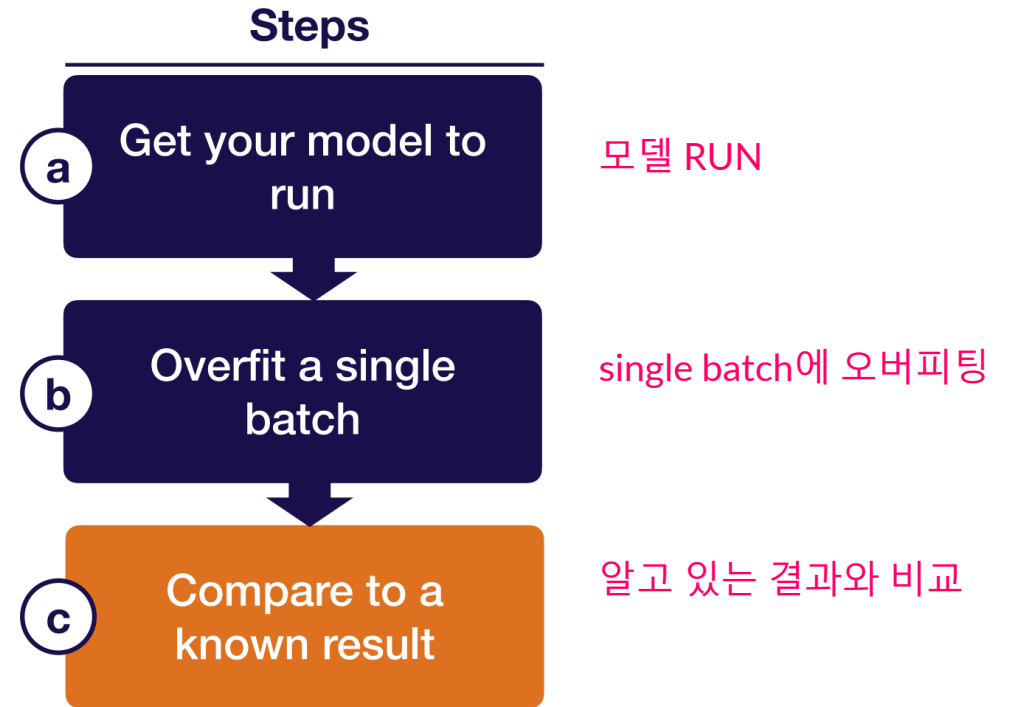 Steps
a
Get your model to
run
모델 RUN
b
Overfit a single
batch
single batch에 오버피팅
c
Compare to a
known result
알고 있는 결과와 비교